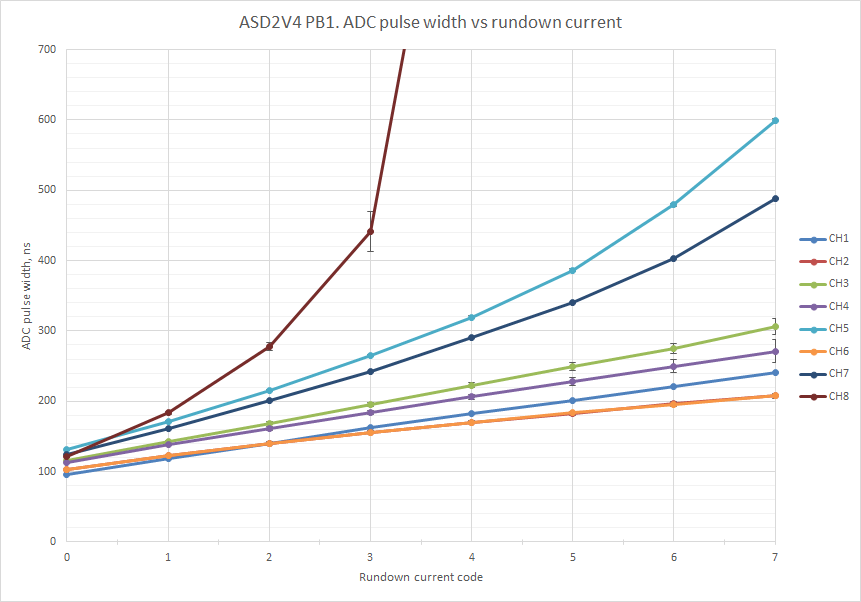 ASD2V4 PB1. ADC pulse width vs rundown current
700
600
500
400
300
200
100
0
ADC pulse width, ns
0 1 2 3 4 5 6 7
Rundown current code
CH1
CH2
CH3
CH4
CH5
CH6
CH7
CH8